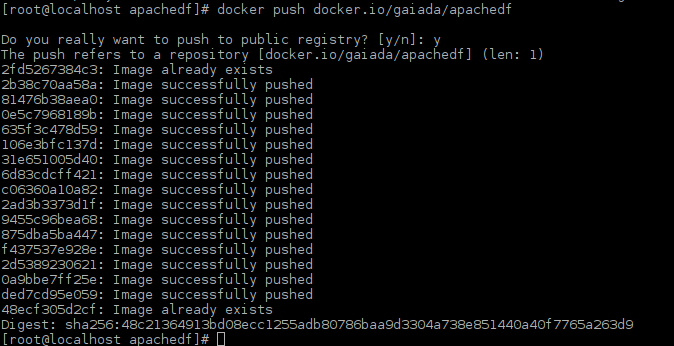 [root@localhost apachedf]# docker push docker.io/gaiada/apachedf
Do you really want to push to public registry? [y/n]: y
The push refers to a repository [docker.io/gaiada/apachedf] (len: 1)
2fd5267384c3: Image already exists
2b38c70aa58a: Image successfully pushed
81476b38aea0: Image successfully pushed
0e5c7968189b: Image successfully pushed
635f3c478d59: Image successfully pushed
106e3bfc137d: Image successfully pushed
31e651005d40: Image successfully pushed
6d83cdcff421: Image successfully pushed
c06360a10a82: Image successfully pushed
2ad3b3373d1f: Image successfully pushed
9455c96bea68: Image successfully pushed
875dba5ba447: Image successfully pushed
f437537e928e: Image successfully pushed
2d5389230621: Image successfully pushed
0a9bbe7ff25e: Image successfully pushed
ded7cd95e059: Image successfully pushed
48ecf305d2cf: Image already exists
Digest: sha256:48c21364913bd08ecc1255adb80786baa9d3304a738e851440a40f7765a263d9
[root@localhost apachedf]#